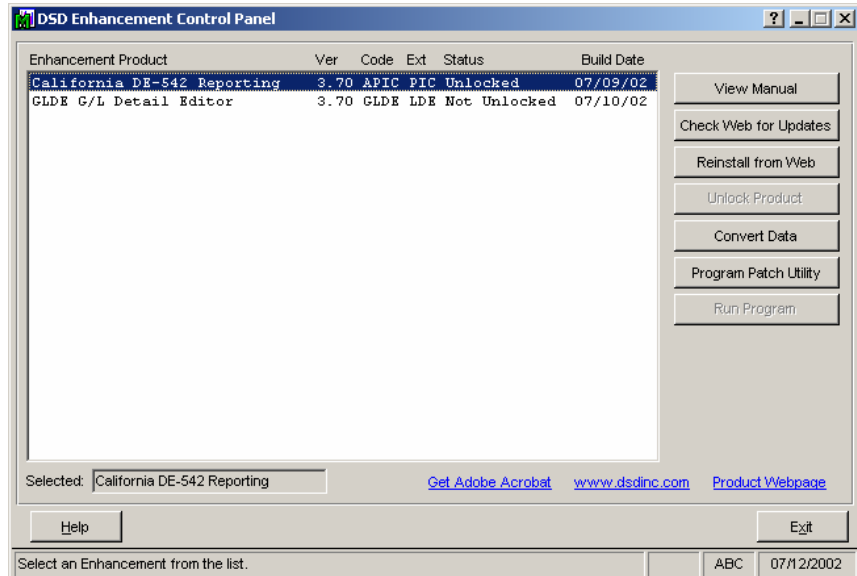 DSD Enhancement Control Panel
Enhancement Product Ver Code Ext Status Build Date
California DE-542 Reporting 3.70 APIC PIC Unlocked 07/09/02
GLDE G/L Detail Editor 3.70 GLDE LDE Not Unlocked 07/10/02
View Manual
Check Web for Updates
Reinstall from Web
Unlock Product
Convert Data
Program Patch Utility
Run Program
Selected: California DE-542 Reporting Get Adobe Acrobat www.dsdinc.com Product Webpage
Help Exit
Select an Enhancement from the list. ABC 07/12/2002